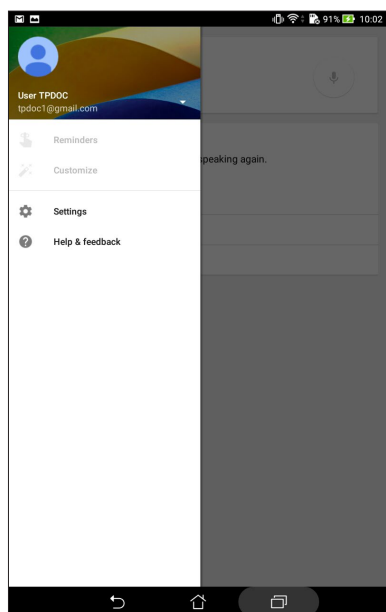 91% 10:02
User TPDOC
tpdoc1@gmail.com
Reminders
speaking again.
Customize
Settings
Help & feedback